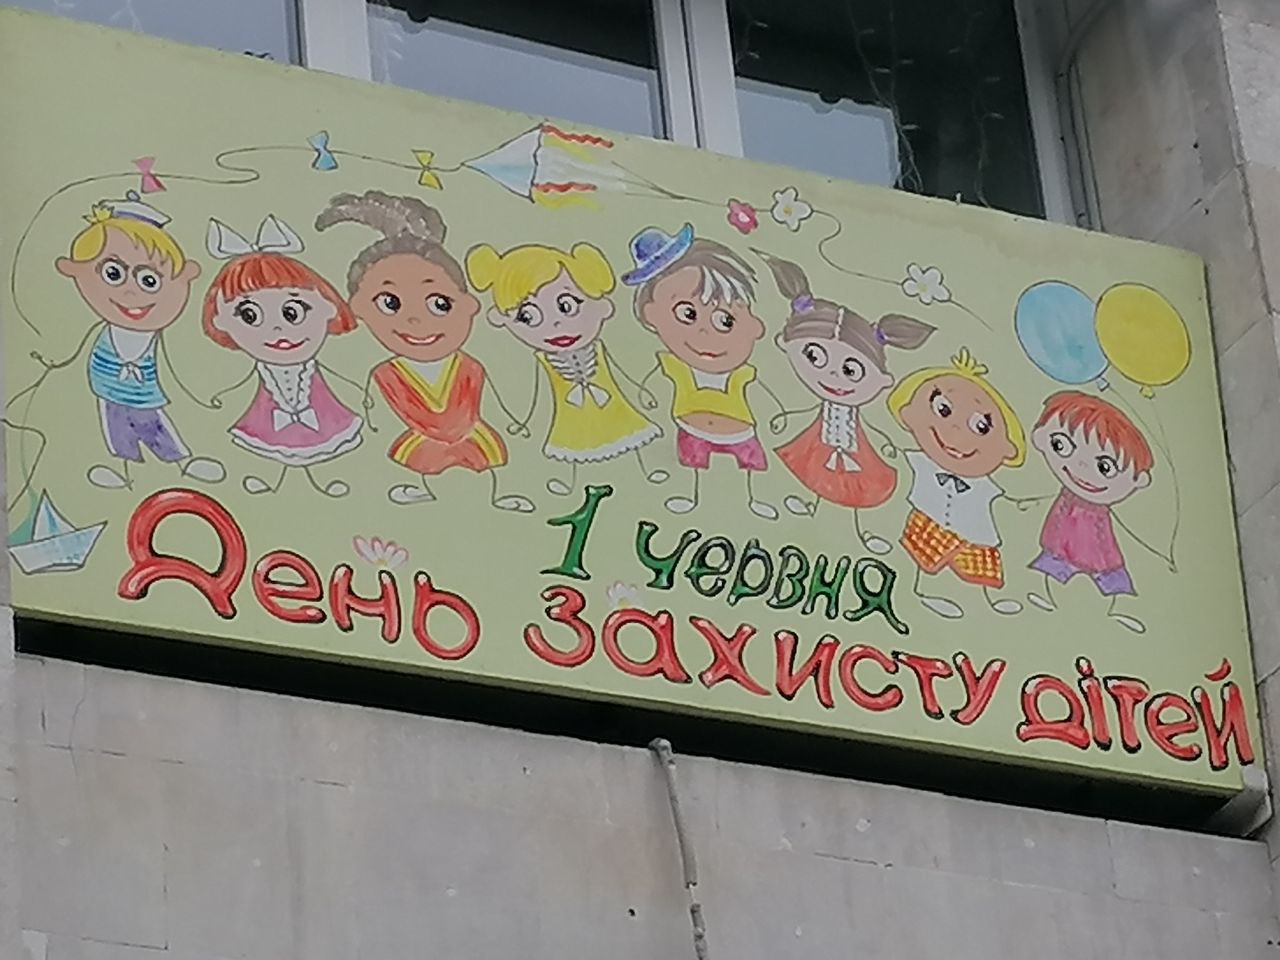 1 червня
День захисту дітей